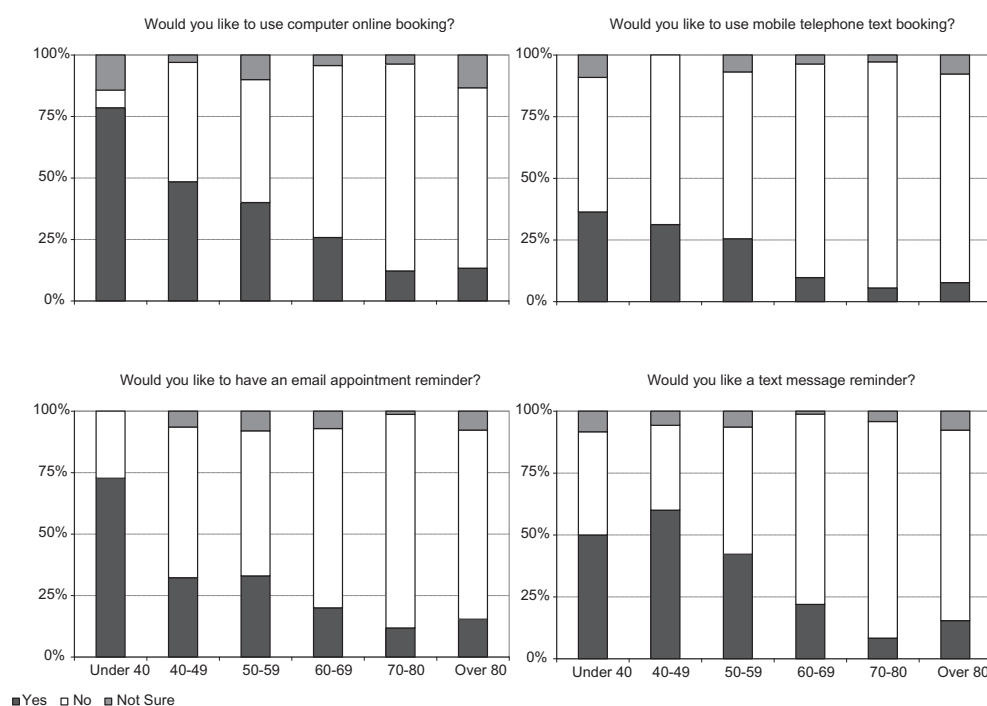 Would you like to use computer online booking?
100%
75%
50%
25%
0%
Would you like to use mobile telephone text booking?
100%
75%
50%
25%
0%
Would you like to have an email appointment reminder?
100%
75%
50%
25%
0%
Under 40 40-49 50-59 60-69 70-80 Over 80
Would you like a text message reminder?
100%
75%
50%
25%
0%
Under 40 40-49 50-59 60-69 70-80 Over 80
Yes No Not Sure